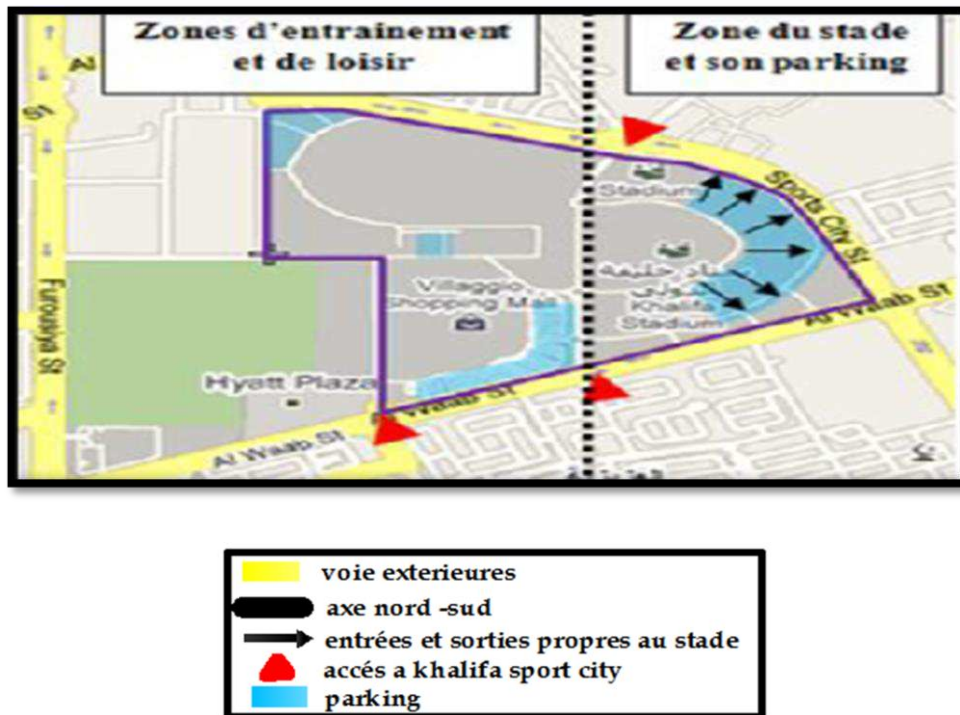 Zones d'entrainement
et de loisir
Zone du stade
et son parking
Stadium
Sports City St
Villaggio
Shopping Mall
Khalifa
Stadium
Al Waab St
Furousiya St
Hyatt Plaza
Al Waab St
Al Waab St
voie exterieures
axe nord -sud
entrées et sorties propres au stade
accés a khalifa sport city
parking